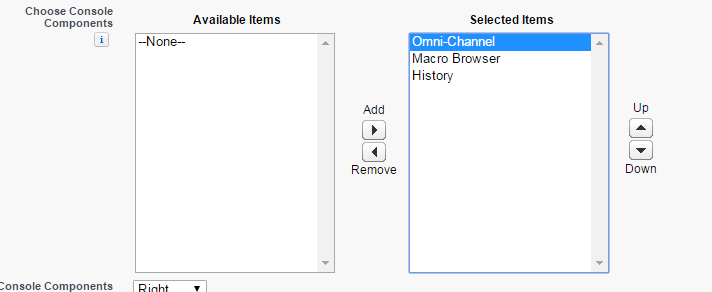 Choose Console
Components
Available Items
Selected Items
--None--
Omni-Channel
Macro Browser
History
Add
Remove
Up
Down
Console Components
Right